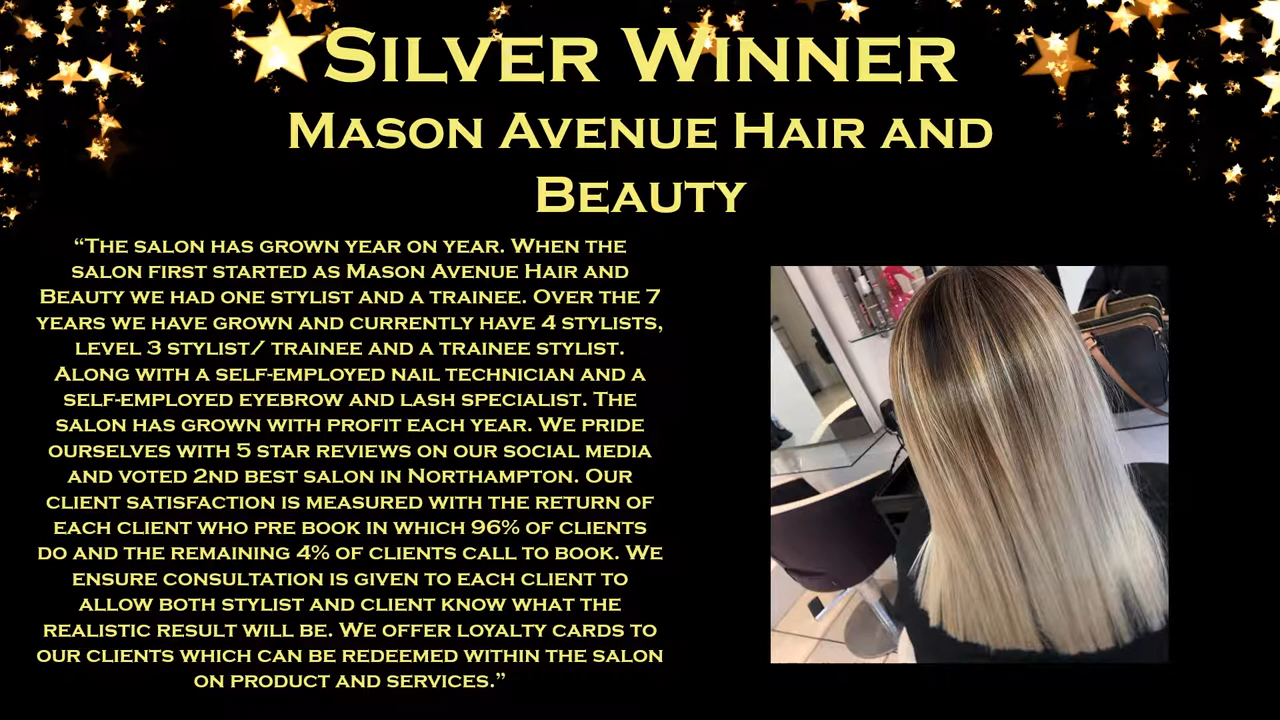 Silver Winner
Mason Avenue Hair and
Beauty
“The salon has grown year on year. When the
salon first started as Mason Avenue Hair and
Beauty we had one stylist and a trainee. Over the 7
years we have grown and currently have 4 stylists,
level 3 stylist/ trainee and a trainee stylist.
Along with a self-employed nail technician and a
self-employed eyebrow and lash specialist. The
salon has grown with profit each year. We pride
ourselves with 5 star reviews on our social media
and voted 2nd best salon in Northampton. Our
client satisfaction is measured with the return of
each client who pre book in which 96% of clients
do and the remaining 4% of clients call to book. We
ensure consultation is given to each client to
allow both stylist and client know what the
realistic result will be. We offer loyalty cards to
our clients which can be redeemed within the salon
on product and services.”